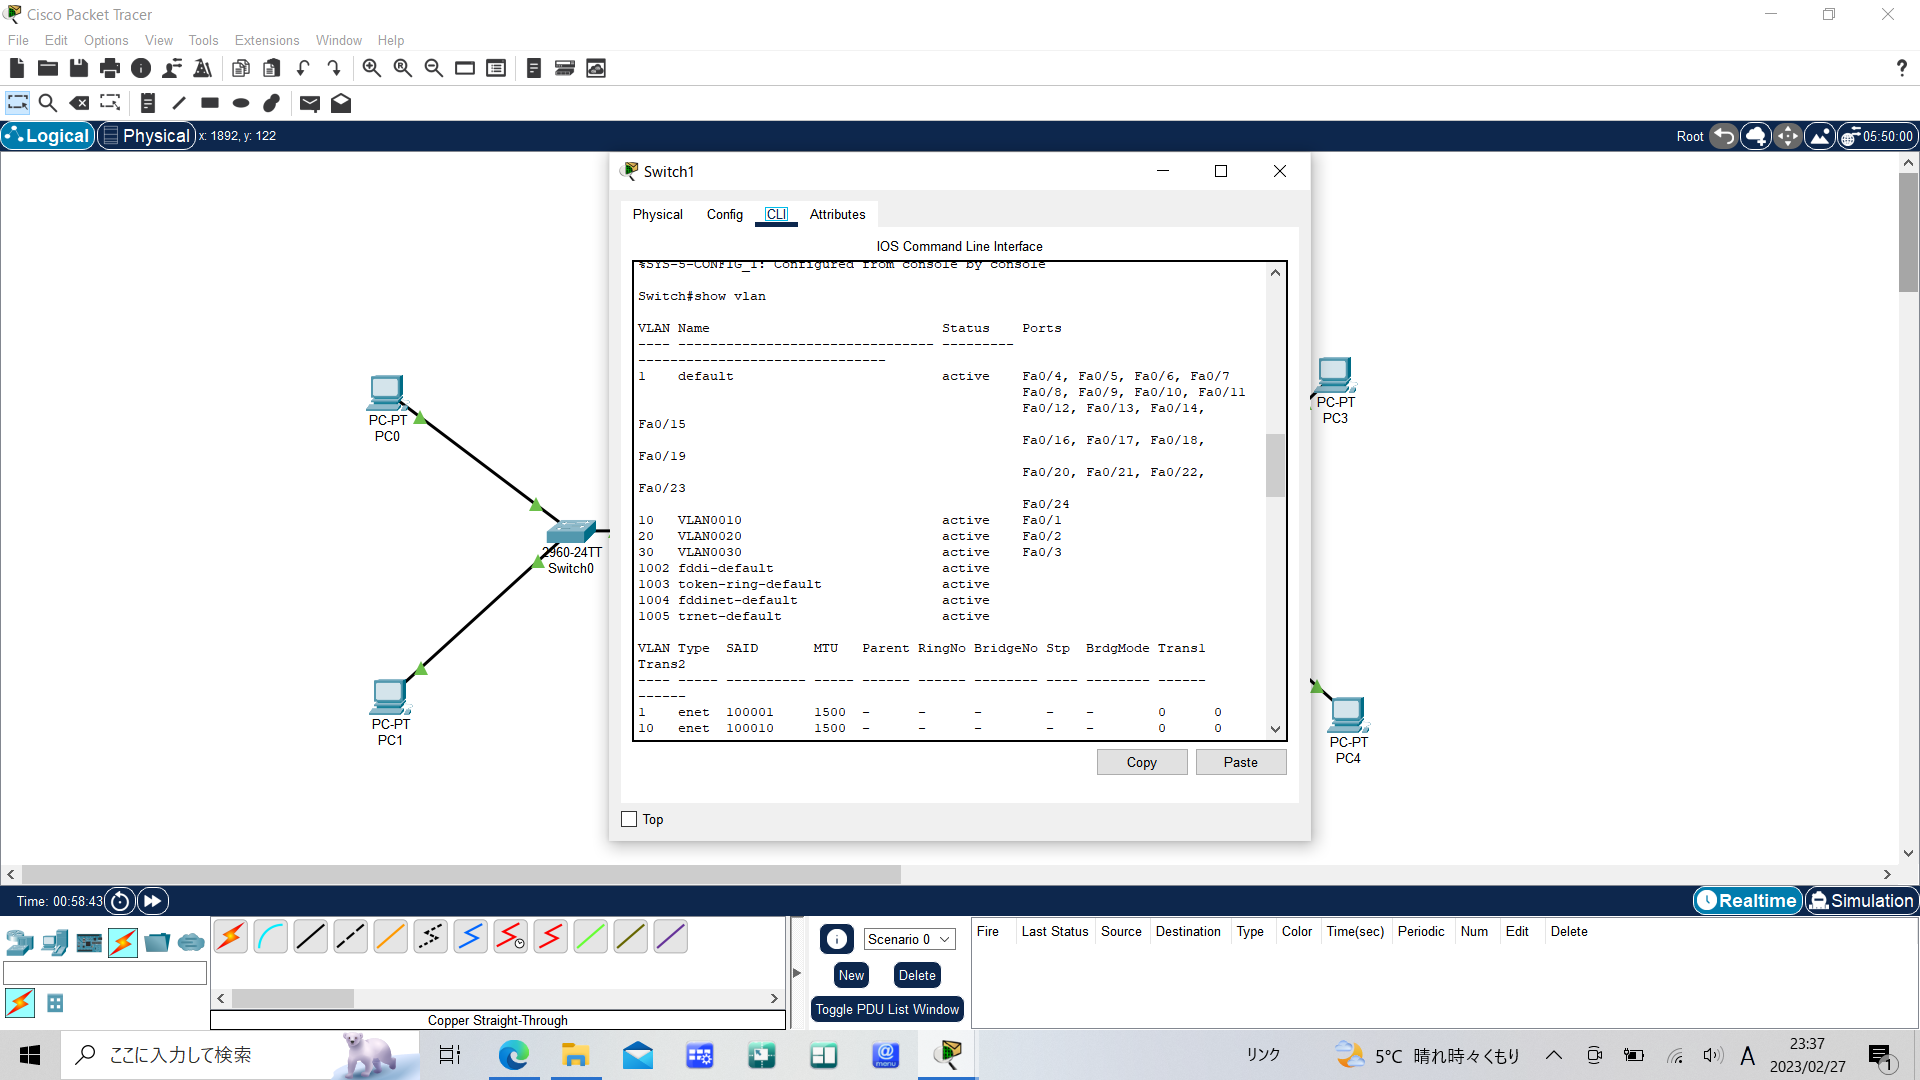 Cisco Packet Tracer
File Edit Options View Tools Extensions Window Help
?
Logical Physical x: 1892, y: 122 Root 05:50:00
Switch1
Physical Config CLI Attributes
IOS Command Line Interface
%SYS-5-CONFIG_I: Configured from console by console
Switch#show vlan
VLAN Name Status Ports
---- -------------------------------- ---------
-------------------------------
1 default active Fa0/4, Fa0/5, Fa0/6, Fa0/7
Fa0/8, Fa0/9, Fa0/10, Fa0/11
Fa0/12, Fa0/13, Fa0/14,
Fa0/15
Fa0/16, Fa0/17, Fa0/18,
Fa0/19
Fa0/20, Fa0/21, Fa0/22,
Fa0/23
Fa0/24
10 VLAN0010 active Fa0/1
20 VLAN0020 active Fa0/2
30 VLAN0030 active Fa0/3
1002 fddi-default active
1003 token-ring-default active
1004 fddinet-default active
1005 trnet-default active
VLAN Type SAID MTU Parent RingNo BridgeNo Stp BrdgMode Trans1
Trans2
---- ----- ---------- ----- ------ ------ -------- ---- -------- ------
------
1 enet 100001 1500 - - - - - 0 0
10 enet 100010 1500 - - - - - 0 0
Copy Paste
Top
PC-PT
PC0
2960-24TT
Switch0
PC-PT
PC1
PC-PT
PC3
PC-PT
PC4
Time: 00:58:43 Realtime Simulation
Scenario 0
New Delete
Toggle PDU List Window
Fire Last Status Source Destination Type Color Time(sec) Periodic Num Edit Delete
Copper Straight-Through
ここに入力して検索
@
menu
リンク
5°C 晴れ時々くもり
A
23:37
2023/02/27
1